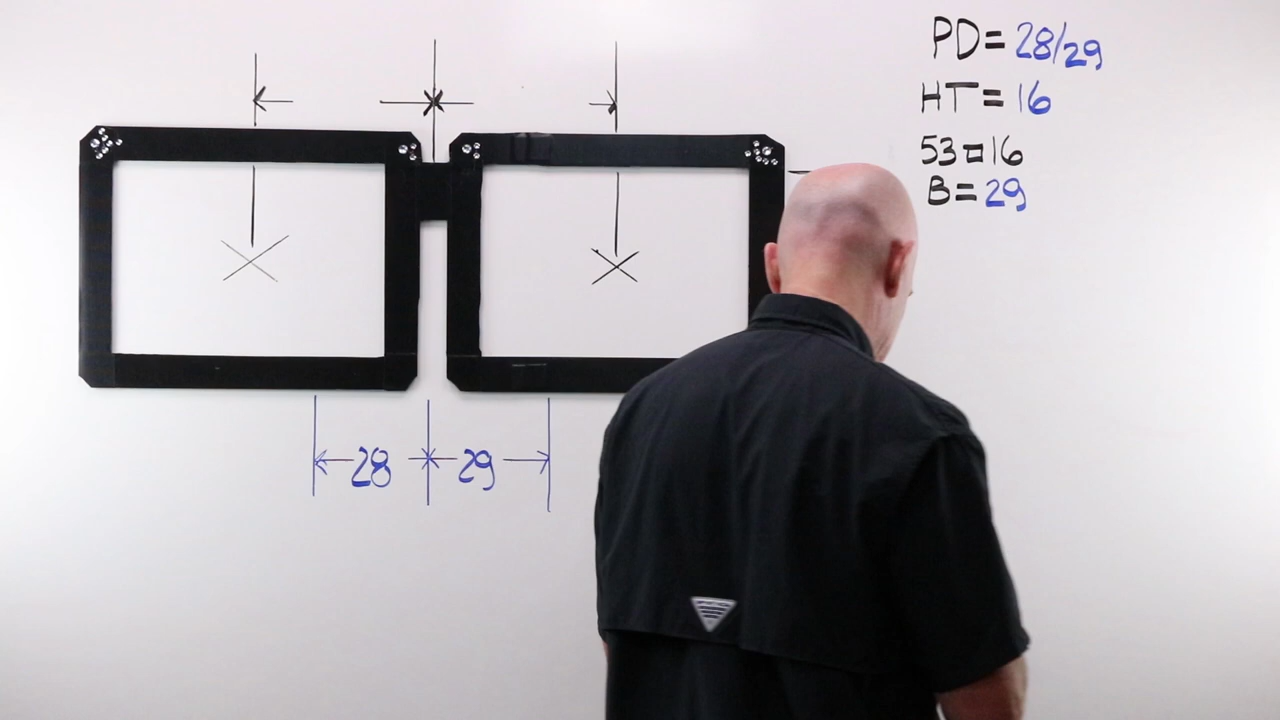 PD= 28/29
HT= 16
53□16
B= 29
28 29